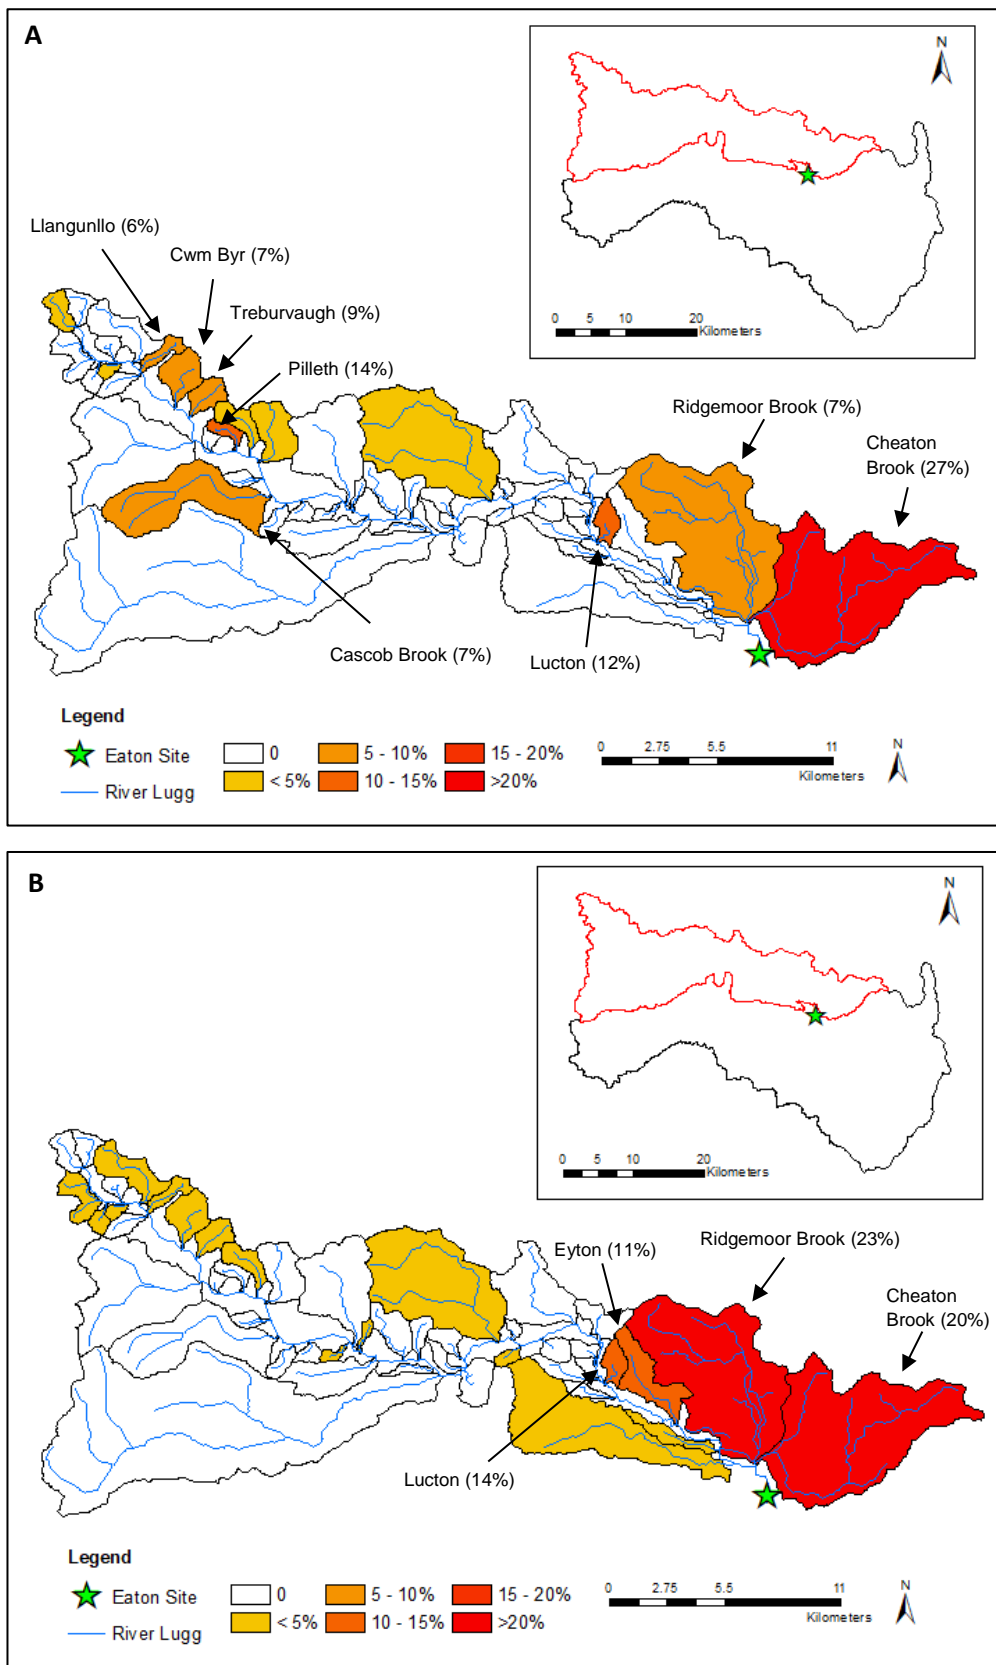 A
N
0 5 10 20
Kilometers
Llangunllo (6%)
Cwm Byr (7%)
Treburvaugh (9%)
Pilleth (14%)
Ridgemoor Brook (7%)
Cheaton
Brook (27%)
Cascob Brook (7%)
Lucton (12%)
Legend
Eaton Site
River Lugg
0
< 5%
5 - 10%
10 - 15%
15 - 20%
>20%
0 2.75 5.5 11
Kilometers
N
B
N
0 5 10 20
Kilometers
Eyton (11%)
Ridgemoor Brook (23%)
Cheaton
Brook (20%)
Lucton (14%)
Legend
Eaton Site
River Lugg
0
< 5%
5 - 10%
10 - 15%
15 - 20%
>20%
0 2.75 5.5 11
Kilometers
N